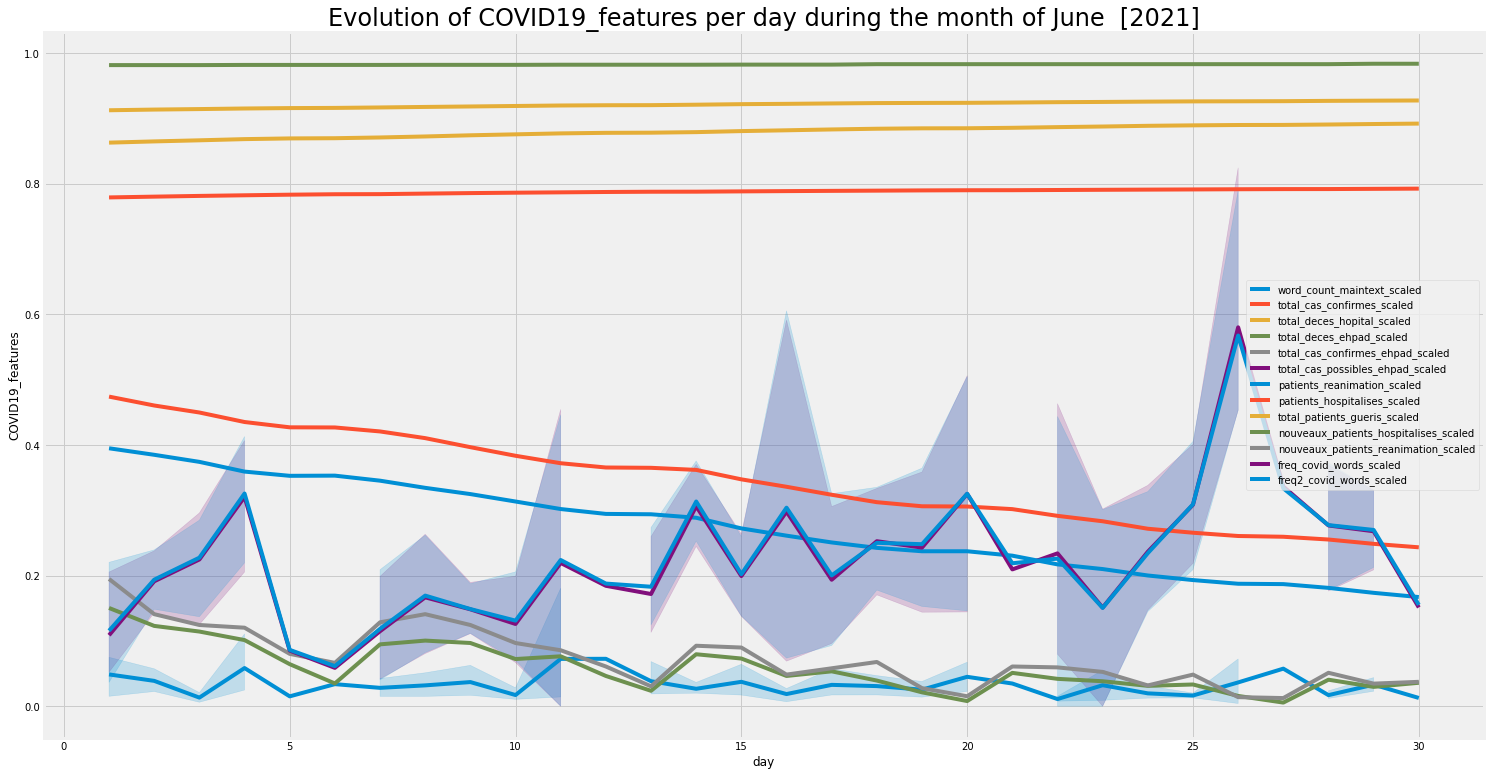 Evolution of COVID19_features per day during the month of June  [2021]
COVID19_features
1.0
0.8
0.6
0.4
0.2
0.0
word_count_maintext_scaled
total_cas_confirmes_scaled
total_deces_hopital_scaled
total_deces_ehpad_scaled
total_cas_confirmes_ehpad_scaled
total_cas_possibles_ehpad_scaled
patients_reanimation_scaled
patients_hospitalises_scaled
total_patients_gueris_scaled
nouveaux_patients_hospitalises_scaled
nouveaux_patients_reanimation_scaled
freq_covid_words_scaled
freq2_covid_words_scaled
0 5 10 15 20 25 30
day